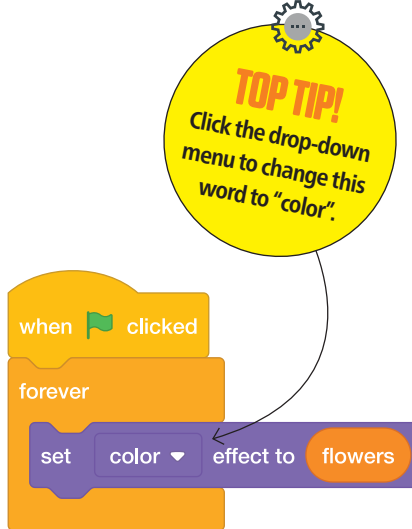 TOP TIP!
Click the drop-down
menu to change this
word to “color”.
when clicked
forever
set color effect to flowers